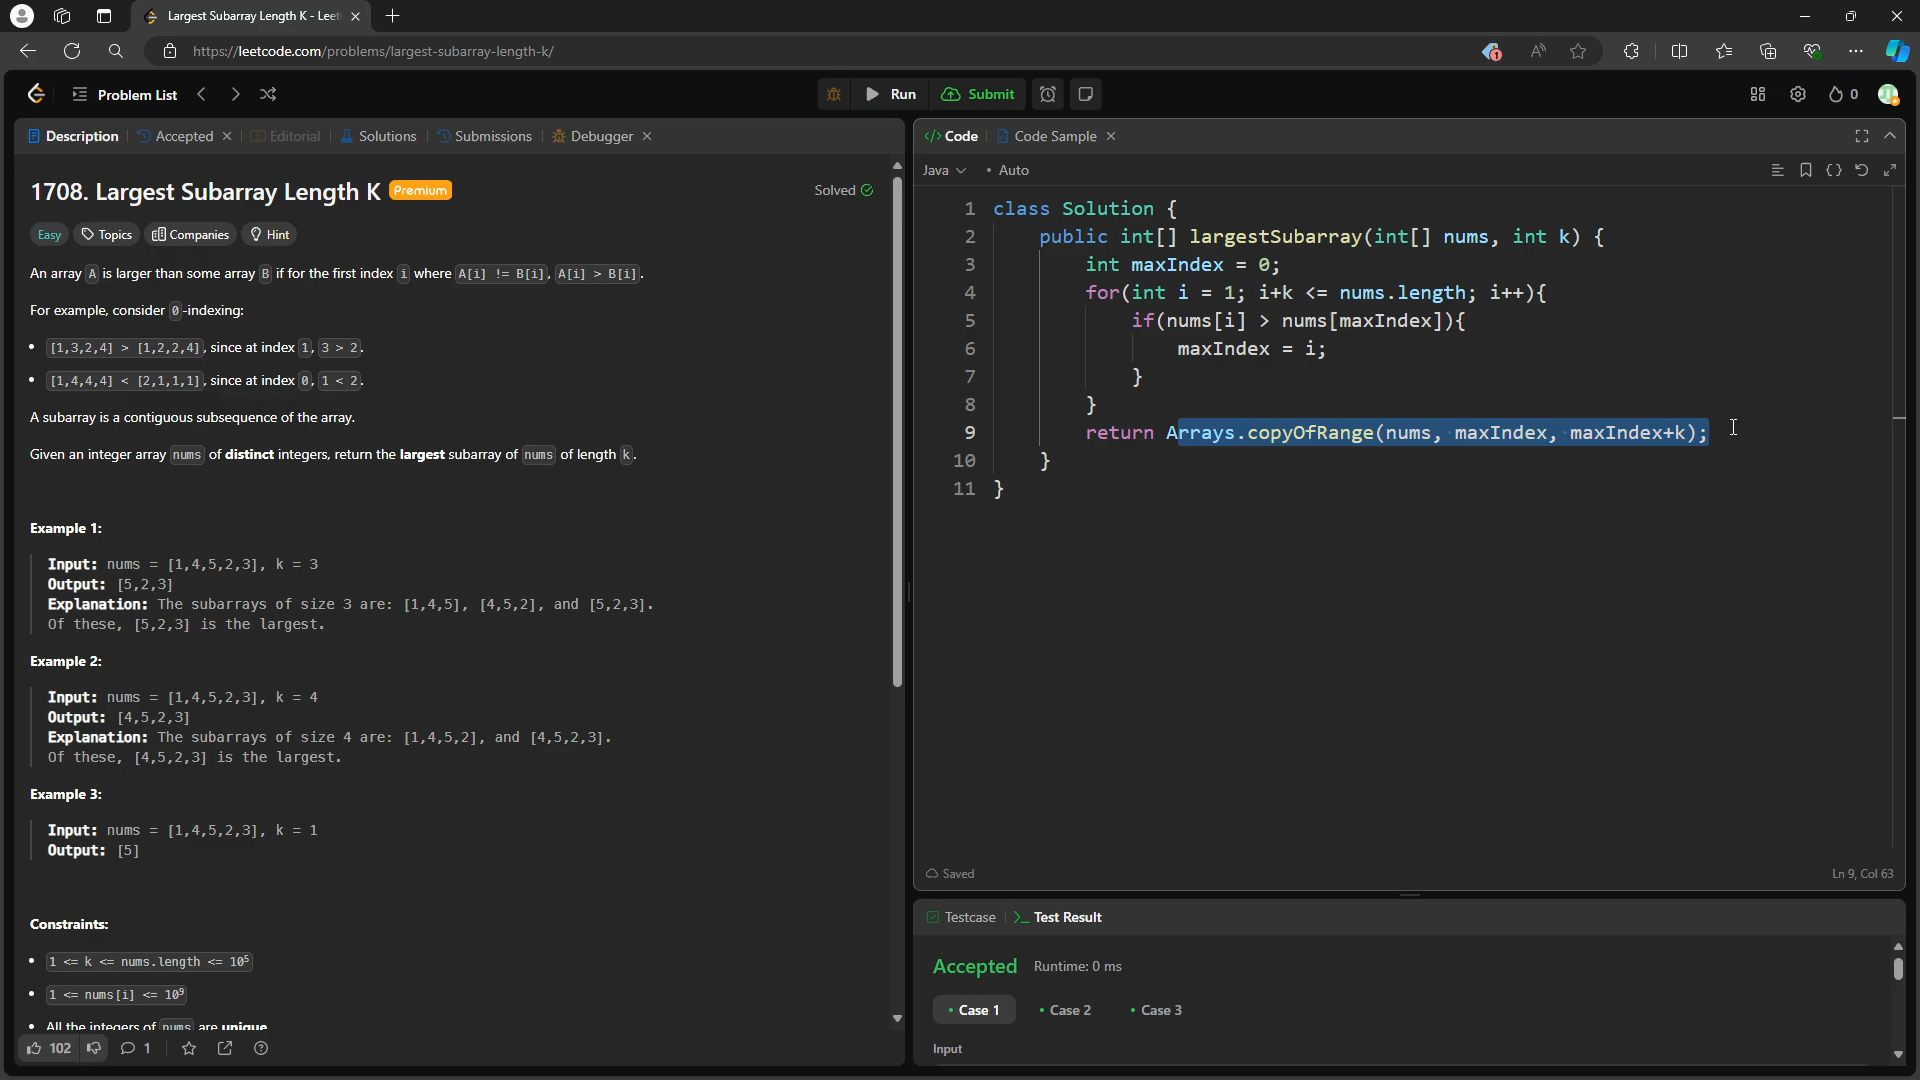 Largest Subarray Length K - Leet
https://leetcode.com/problems/largest-subarray-length-k/
1
Problem List
Run
Submit
0
Description
Accepted
Editorial
Solutions
Submissions
Debugger
Code
Code Sample
Java
Auto
1708. Largest Subarray Length K
Premium
Solved
Easy
Topics
Companies
Hint
An array A is larger than some array B if for the first index i where A[i] != B[i], A[i] > B[i].
For example, consider 0-indexing:
• [1,3,2,4] > [1,2,2,4], since at index 1, 3 > 2.
• [1,4,4,4] < [2,1,1,1], since at index 0, 1 < 2.
A subarray is a contiguous subsequence of the array.
Given an integer array nums of distinct integers, return the largest subarray of nums of length k.
Example 1:
Input: nums = [1,4,5,2,3], k = 3
Output: [5,2,3]
Explanation: The subarrays of size 3 are: [1,4,5], [4,5,2], and [5,2,3].
Of these, [5,2,3] is the largest.
Example 2:
Input: nums = [1,4,5,2,3], k = 4
Output: [4,5,2,3]
Explanation: The subarrays of size 4 are: [1,4,5,2], and [4,5,2,3].
Of these, [4,5,2,3] is the largest.
Example 3:
Input: nums = [1,4,5,2,3], k = 1
Output: [5]
Constraints:
• 1 <= k <= nums.length <= 10⁵
• 1 <= nums[i] <= 10⁹
• All the integers of nums are unique
102
1
1 class Solution {
2 public int[] largestSubarray(int[] nums, int k) {
3 int maxIndex = 0;
4 for(int i = 1; i+k <= nums.length; i++){
5 if(nums[i] > nums[maxIndex]){
6 maxIndex = i;
7 }
8 }
9 return Arrays.copyOfRange(nums, maxIndex, maxIndex+k);
10 }
11 }
Saved
Ln 9, Col 63
Testcase
Test Result
Accepted
Runtime: 0 ms
Case 1
Case 2
Case 3
Input